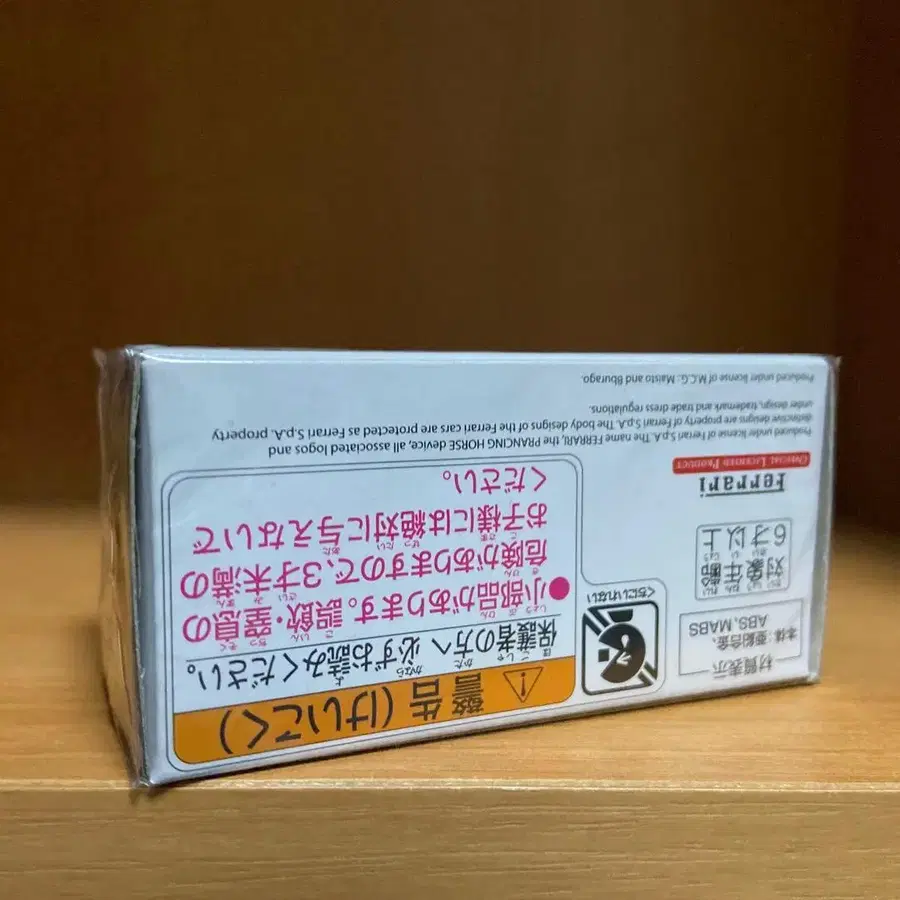 材質表示
本体：亜鉛合金、
ABS、MABS
対象年齢
6才以上
Ferrari
OFFICIAL LICENSED PRODUCT
くちにいれない
警告（けいこく）
保護者の方へ 必ずお読みください。
●小部品があります。誤飲・窒息の
危険がありますので、3才未満の
お子様には絶対に与えないで
ください。
Produced under license of Ferrari S.p.A. The name FERRARI, the PRANCING HORSE device, all associated logos and
distinctive designs are property of Ferrari S.p.A. The body designs of the Ferrari cars are protected as Ferrari S.p.A. property
under design, trademark and trade dress regulations.
Produced under license of M.C.G., Maisto and Bburago.